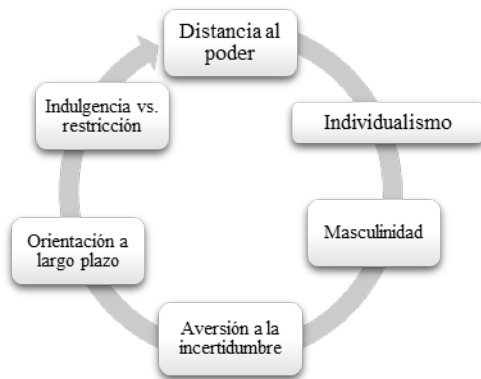 Distancia al
poder
Individualismo
Masculinidad
Aversión a la
incertidumbre
Orientación a
largo plazo
Indulgencia vs.
restricción